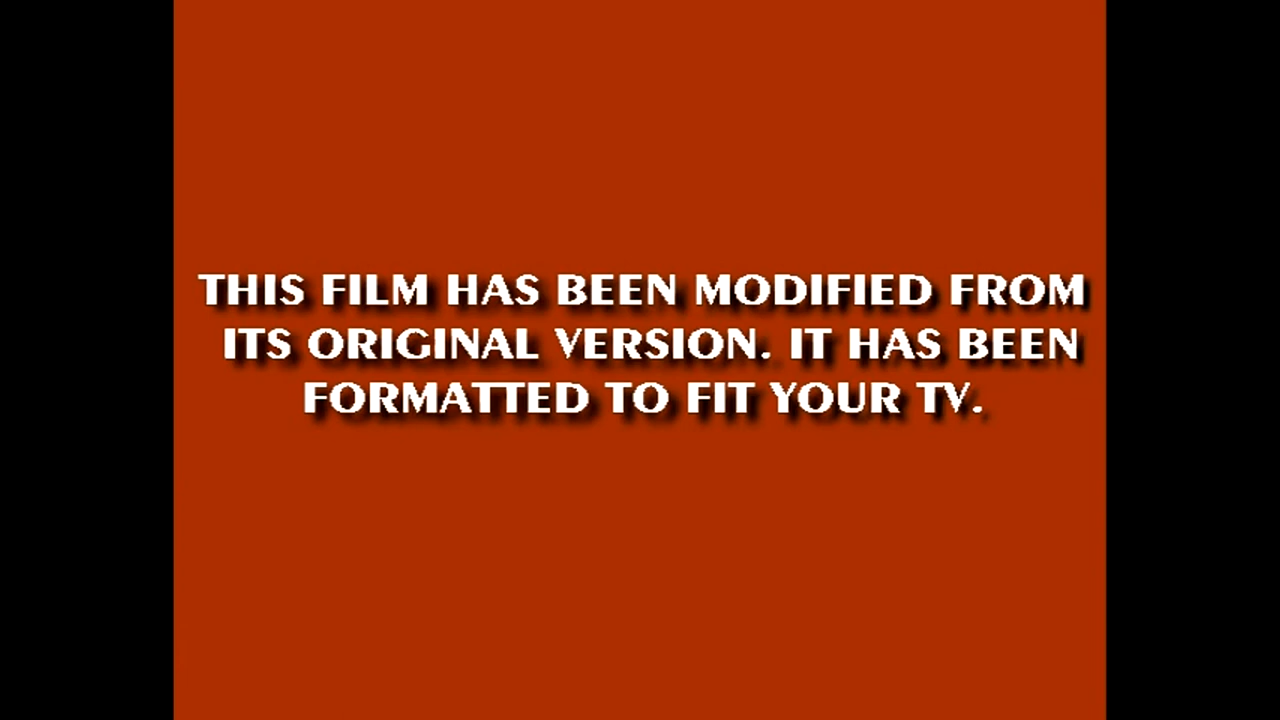 THIS FILM HAS BEEN MODIFIED FROM
ITS ORIGINAL VERSION. IT HAS BEEN
FORMATTED TO FIT YOUR TV.